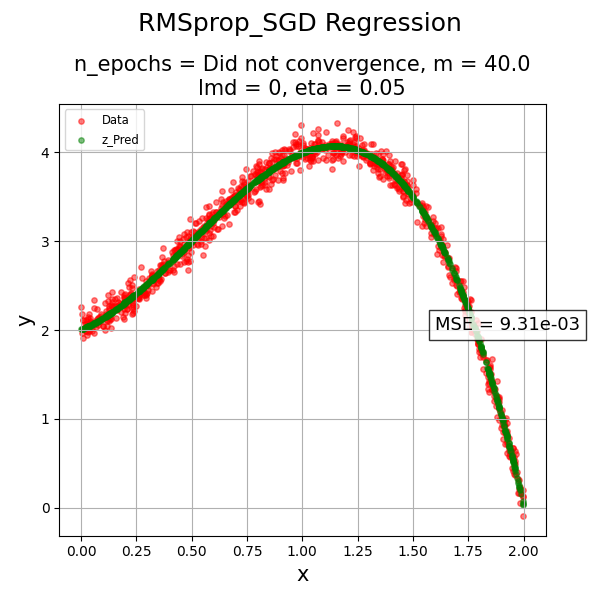 RMSprop_SGD Regression
n_epochs = Did not convergence, m = 40.0
lmd = 0, eta = 0.05
Data
z_Pred
4
3
2
1
0
y
MSE = 9.31e-03
0.00 0.25 0.50 0.75 1.00 1.25 1.50 1.75 2.00
x